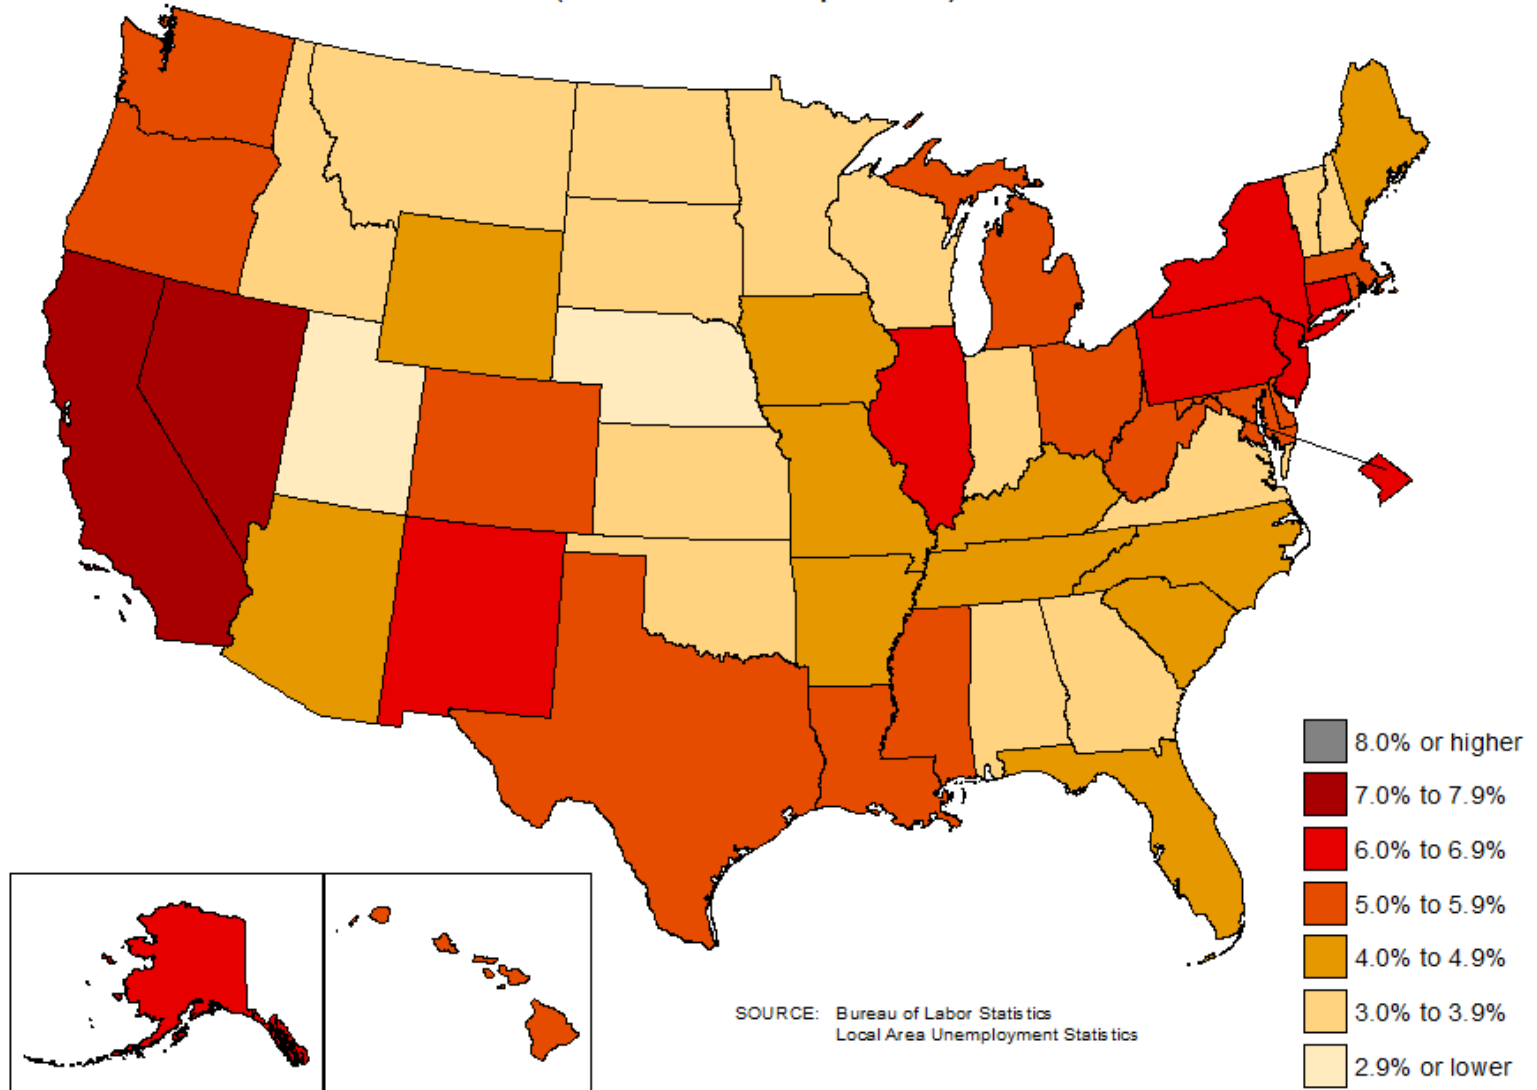 8.0% or higher
7.0% to 7.9%
6.0% to 6.9%
5.0% to 5.9%
4.0% to 4.9%
3.0% to 3.9%
2.9% or lower
SOURCE: Bureau of Labor Statistics
Local Area Unemployment Statistics